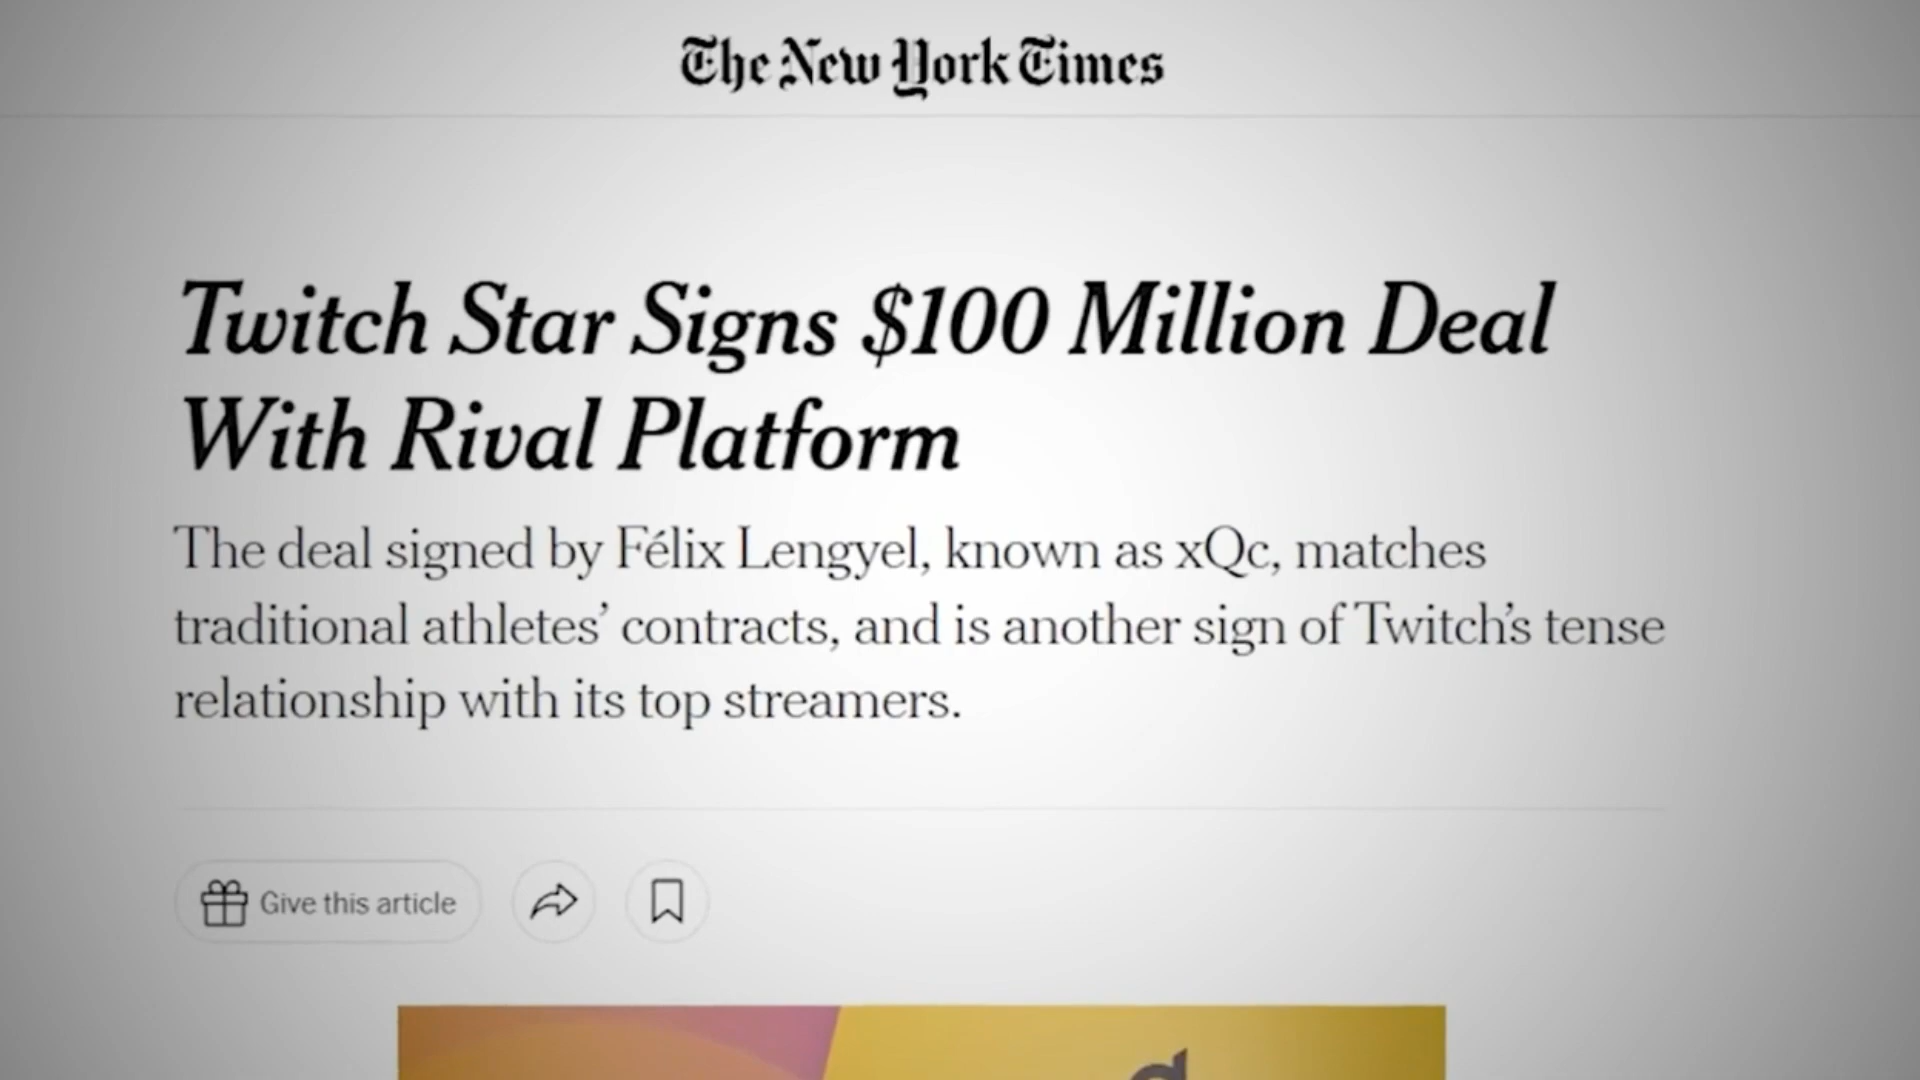 The New York Times
Twitch Star Signs $100 Million Deal
With Rival Platform
The deal signed by Félix Lengyel, known as xQc, matches
traditional athletes’ contracts, and is another sign of Twitch’s tense
relationship with its top streamers.
Give this article